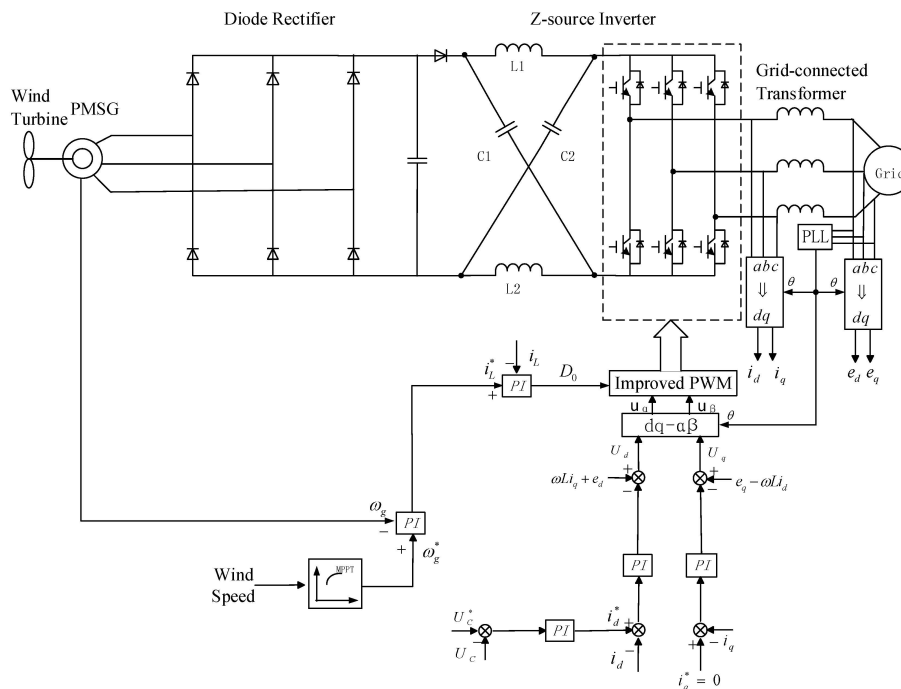 Diode Rectifier
Z-source Inverter
Wind
Turbine
PMSG
L1
Grid-connected
Transformer
C1
C2
Grid
L2
PLL
abc
⇓
dq
θ
θ
abc
⇓
dq
i_d
i_q
e_d
e_q
i_L^*
−
i_L
+
PI
D_0
Improved PWM
u_α
u_β
dq-αβ
θ
U_d
U_q
ωLi_q + e_d
+
−
+
−
e_q − ωLi_d
ω_g
−
PI
+
ω_g^*
Wind
Speed
MPPT
PI
PI
U_C^*
−
U_C
PI
i_d^*
+
−
i_d
+
− i_q
i_q^* = 0